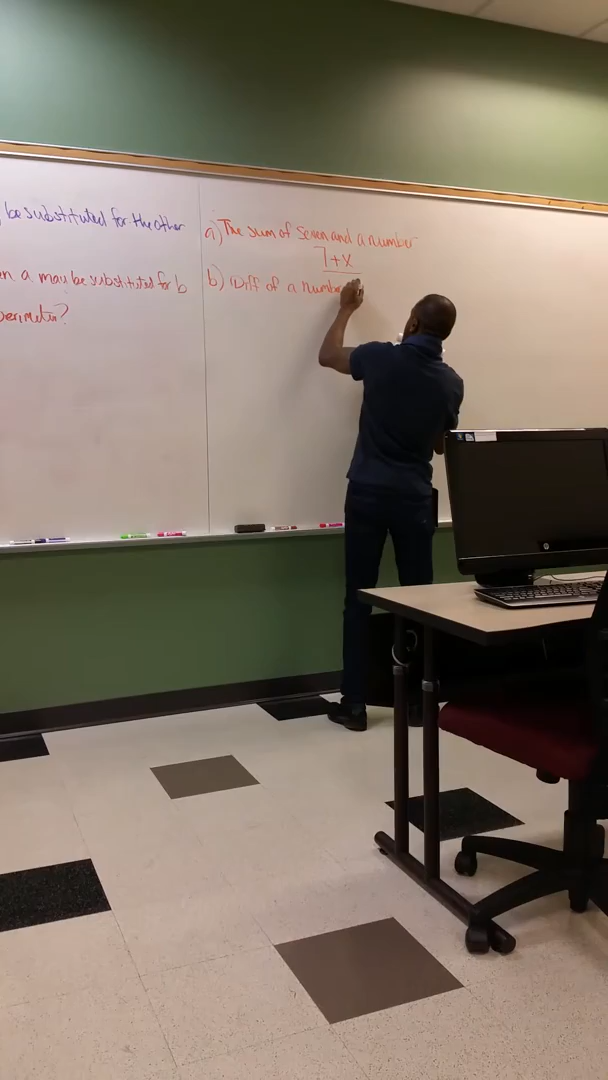 be substituted for the other
en a may be substituted for b
perimeter?
a) The sum of Seven and a number
7+x
b) Diff of a number